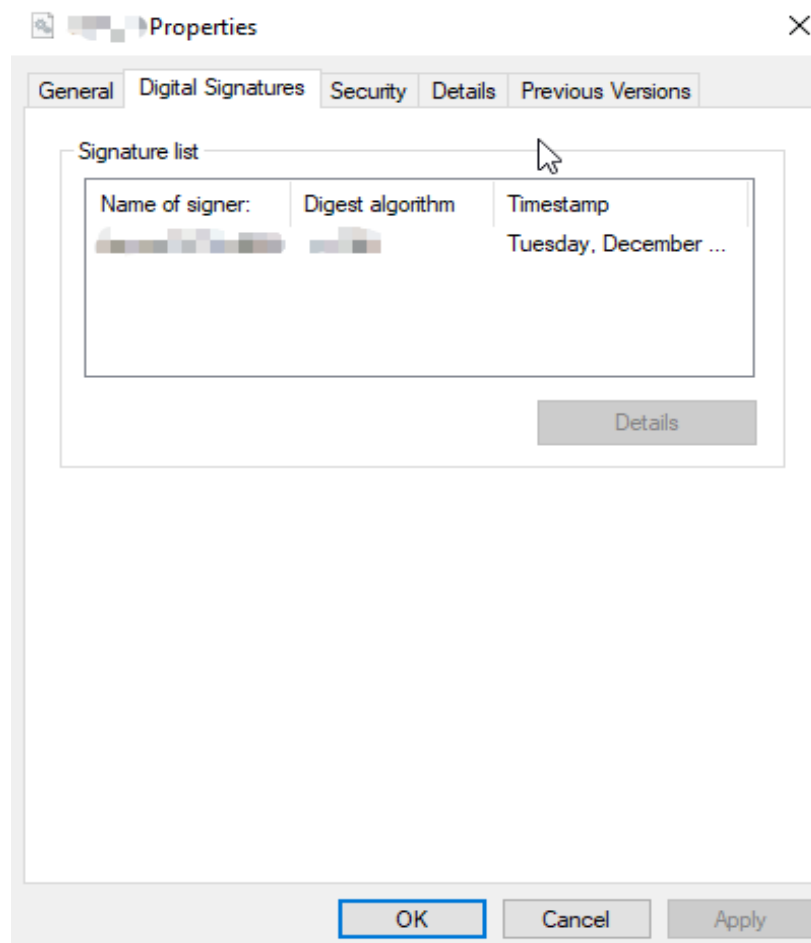 Properties
General Digital Signatures Security Details Previous Versions
Signature list
Name of signer: Digest algorithm Timestamp
Tuesday, December ...
Details
OK Cancel Apply